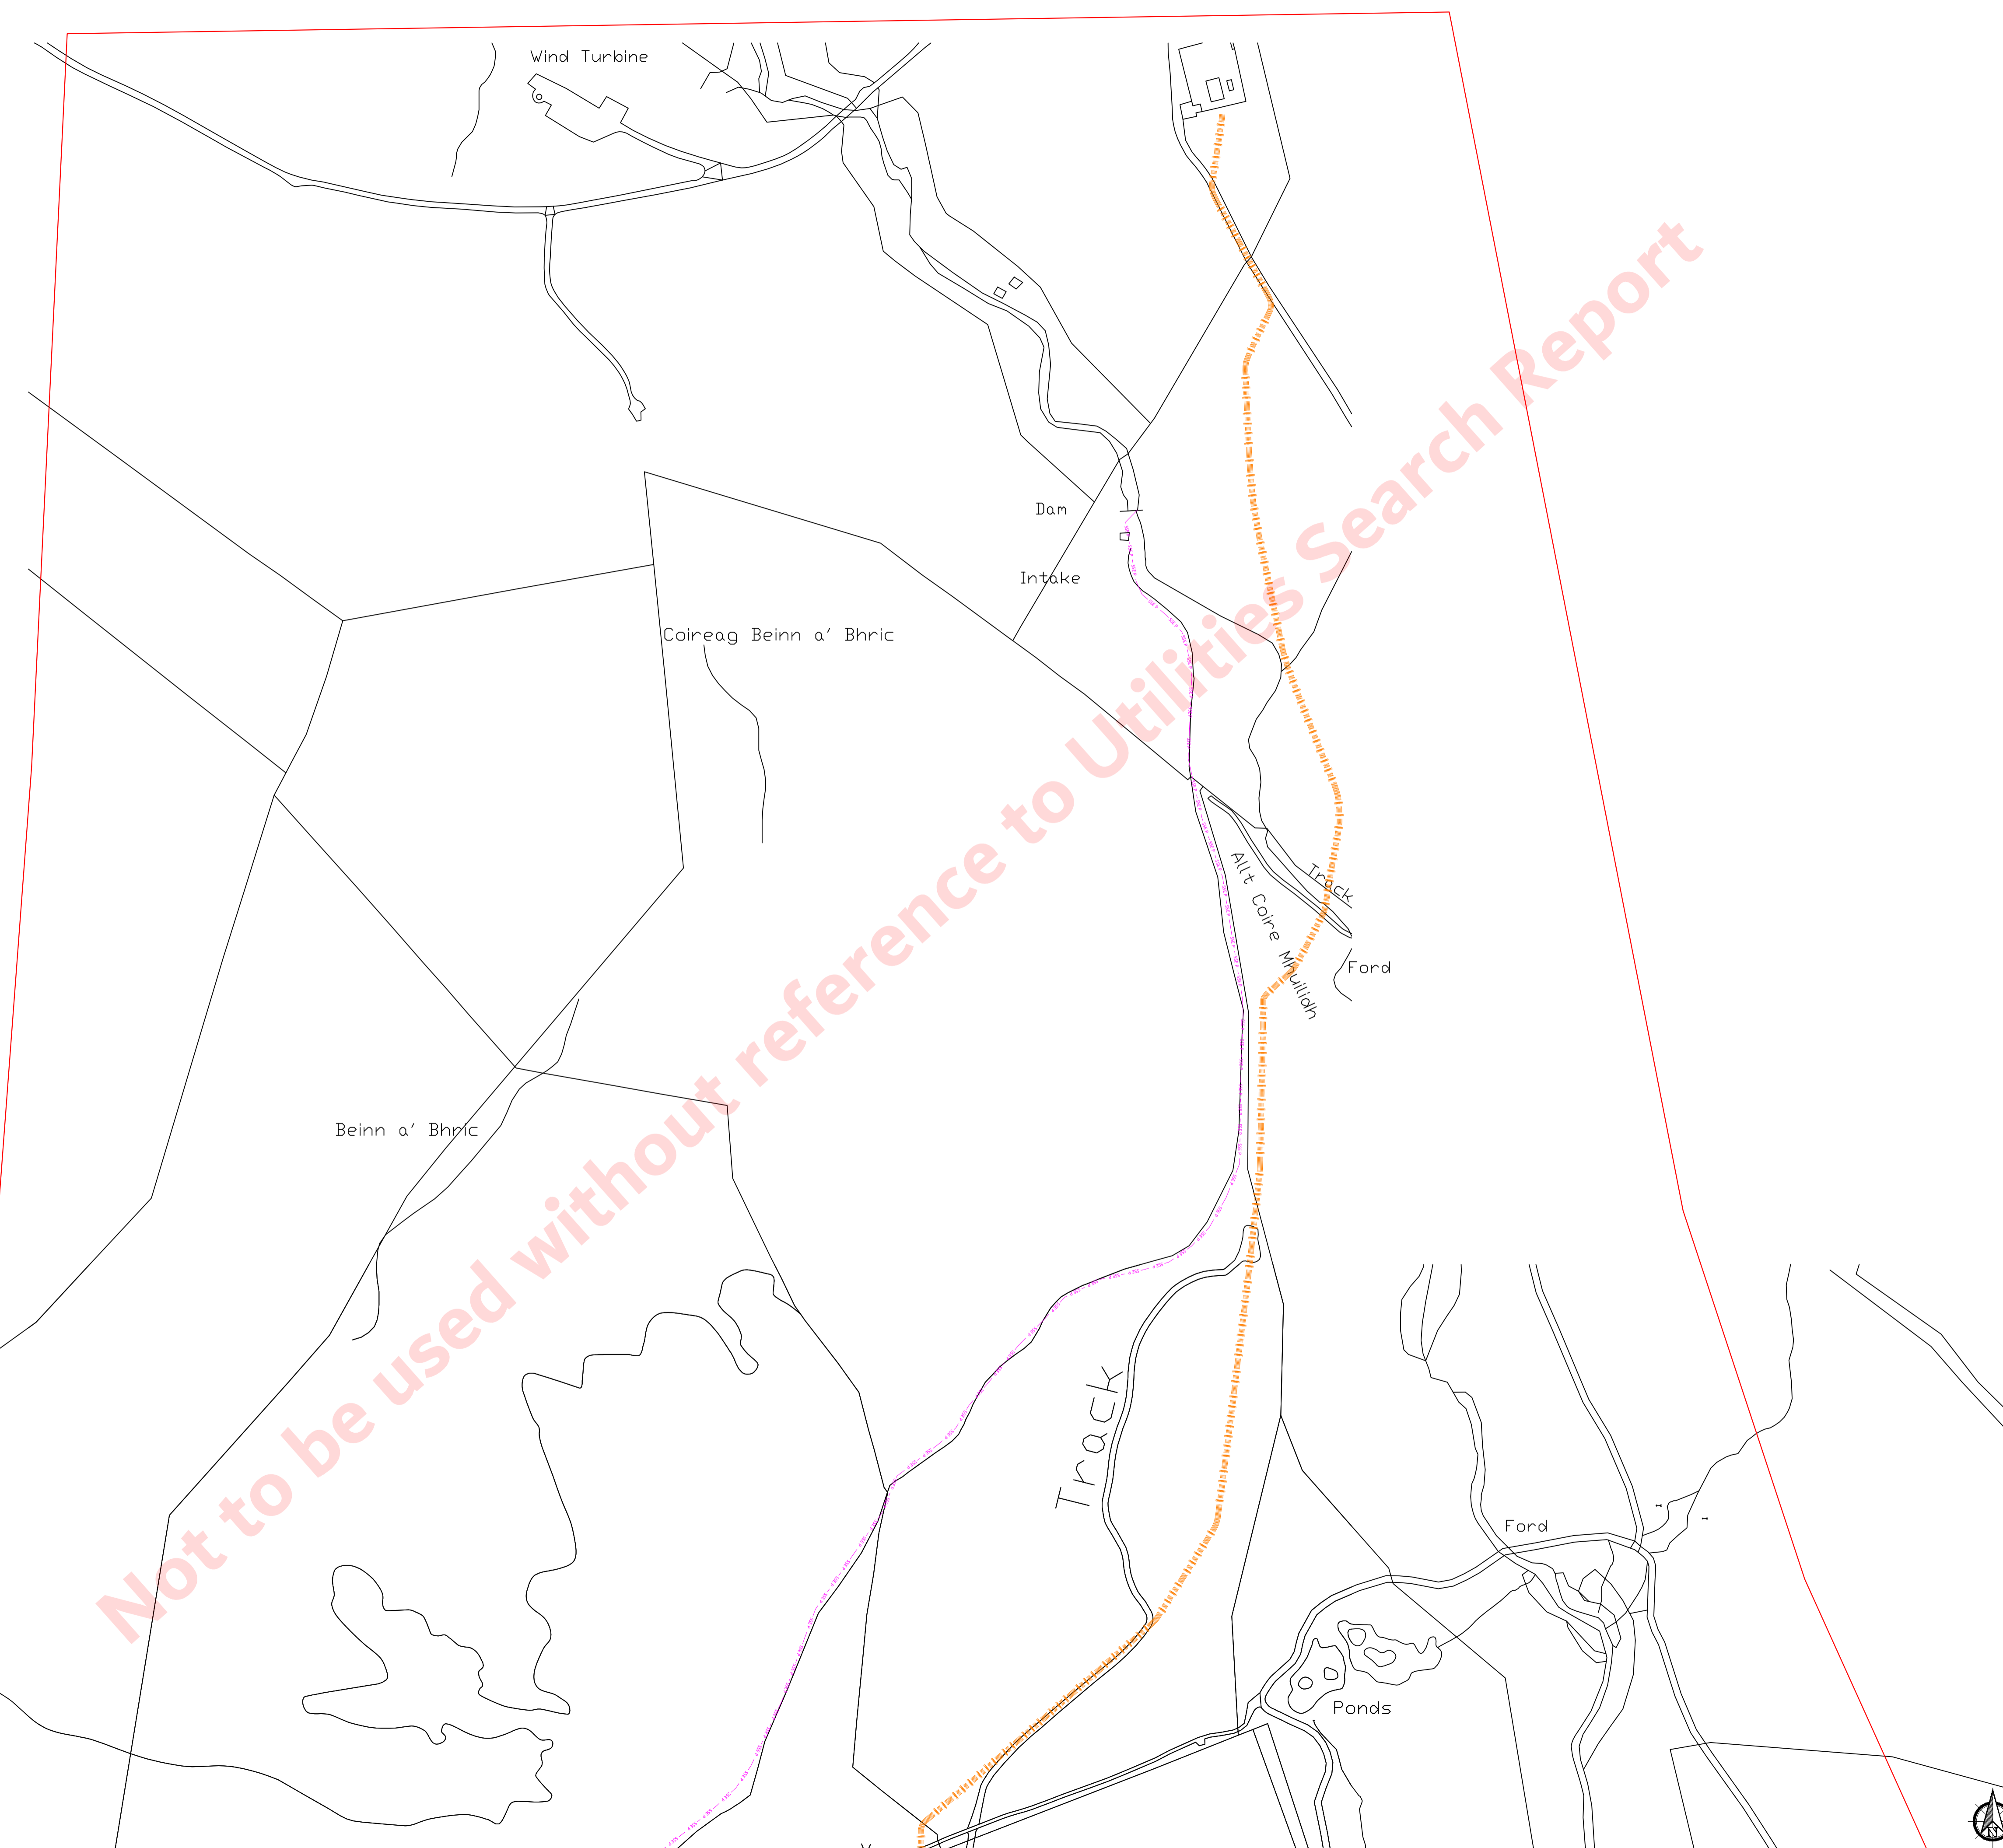 Wind Turbine
Dam
Intake
Coireag Beinn a' Bhric
Track
Allt Coire Mhuilidh
Ford
Beinn a' Bhric
Track
Ford
Ponds
N
Not to be used without reference to Utilities Search Report